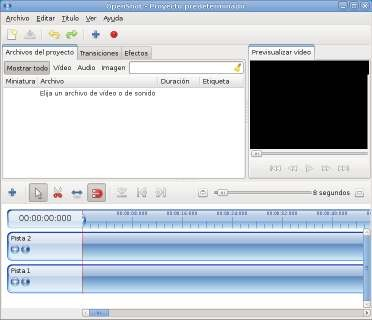 OpenShot - Proyecto predeterminado
Archivo Editar Título Ver Ayuda
Archivos del proyecto Transiciones Efectos
Previsualizar vídeo
Mostrar todo Vídeo Audio Imagen
Miniatura Archivo Duración Etiqueta
Elija un archivo de vídeo o de sonido
8 segundos
00:00:00:000
00:00:08:000 00:00:16:000 00:00:24:000 00:00:32:000 00:00:40:000
Pista 2
Pista 1